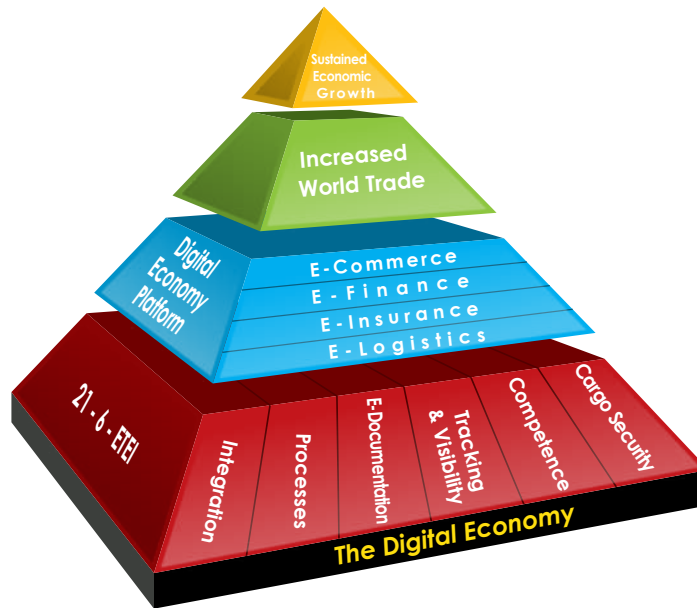 Sustained
Economic
Growth
Increased
World Trade
Digital
Economy
Platform
E-Commerce
E-Finance
E-Insurance
E-Logistics
21 - 6 - ETEI
Integration
Processes
E-Documentation
Tracking
& Visibility
Competence
Cargo Security
The Digital Economy